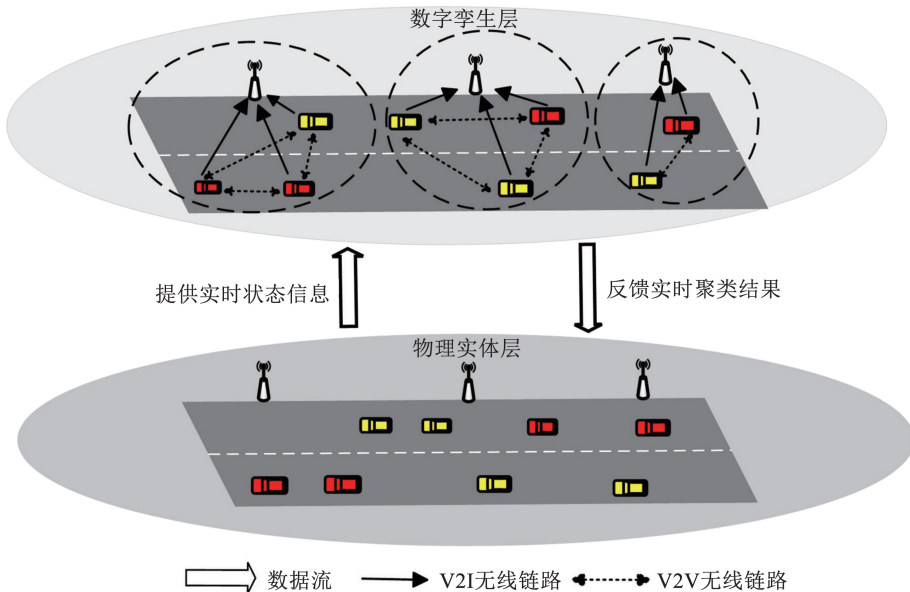 数字孪生层
提供实时状态信息
反馈实时聚类结果
物理实体层
数据流
V2I无线链路
V2V无线链路